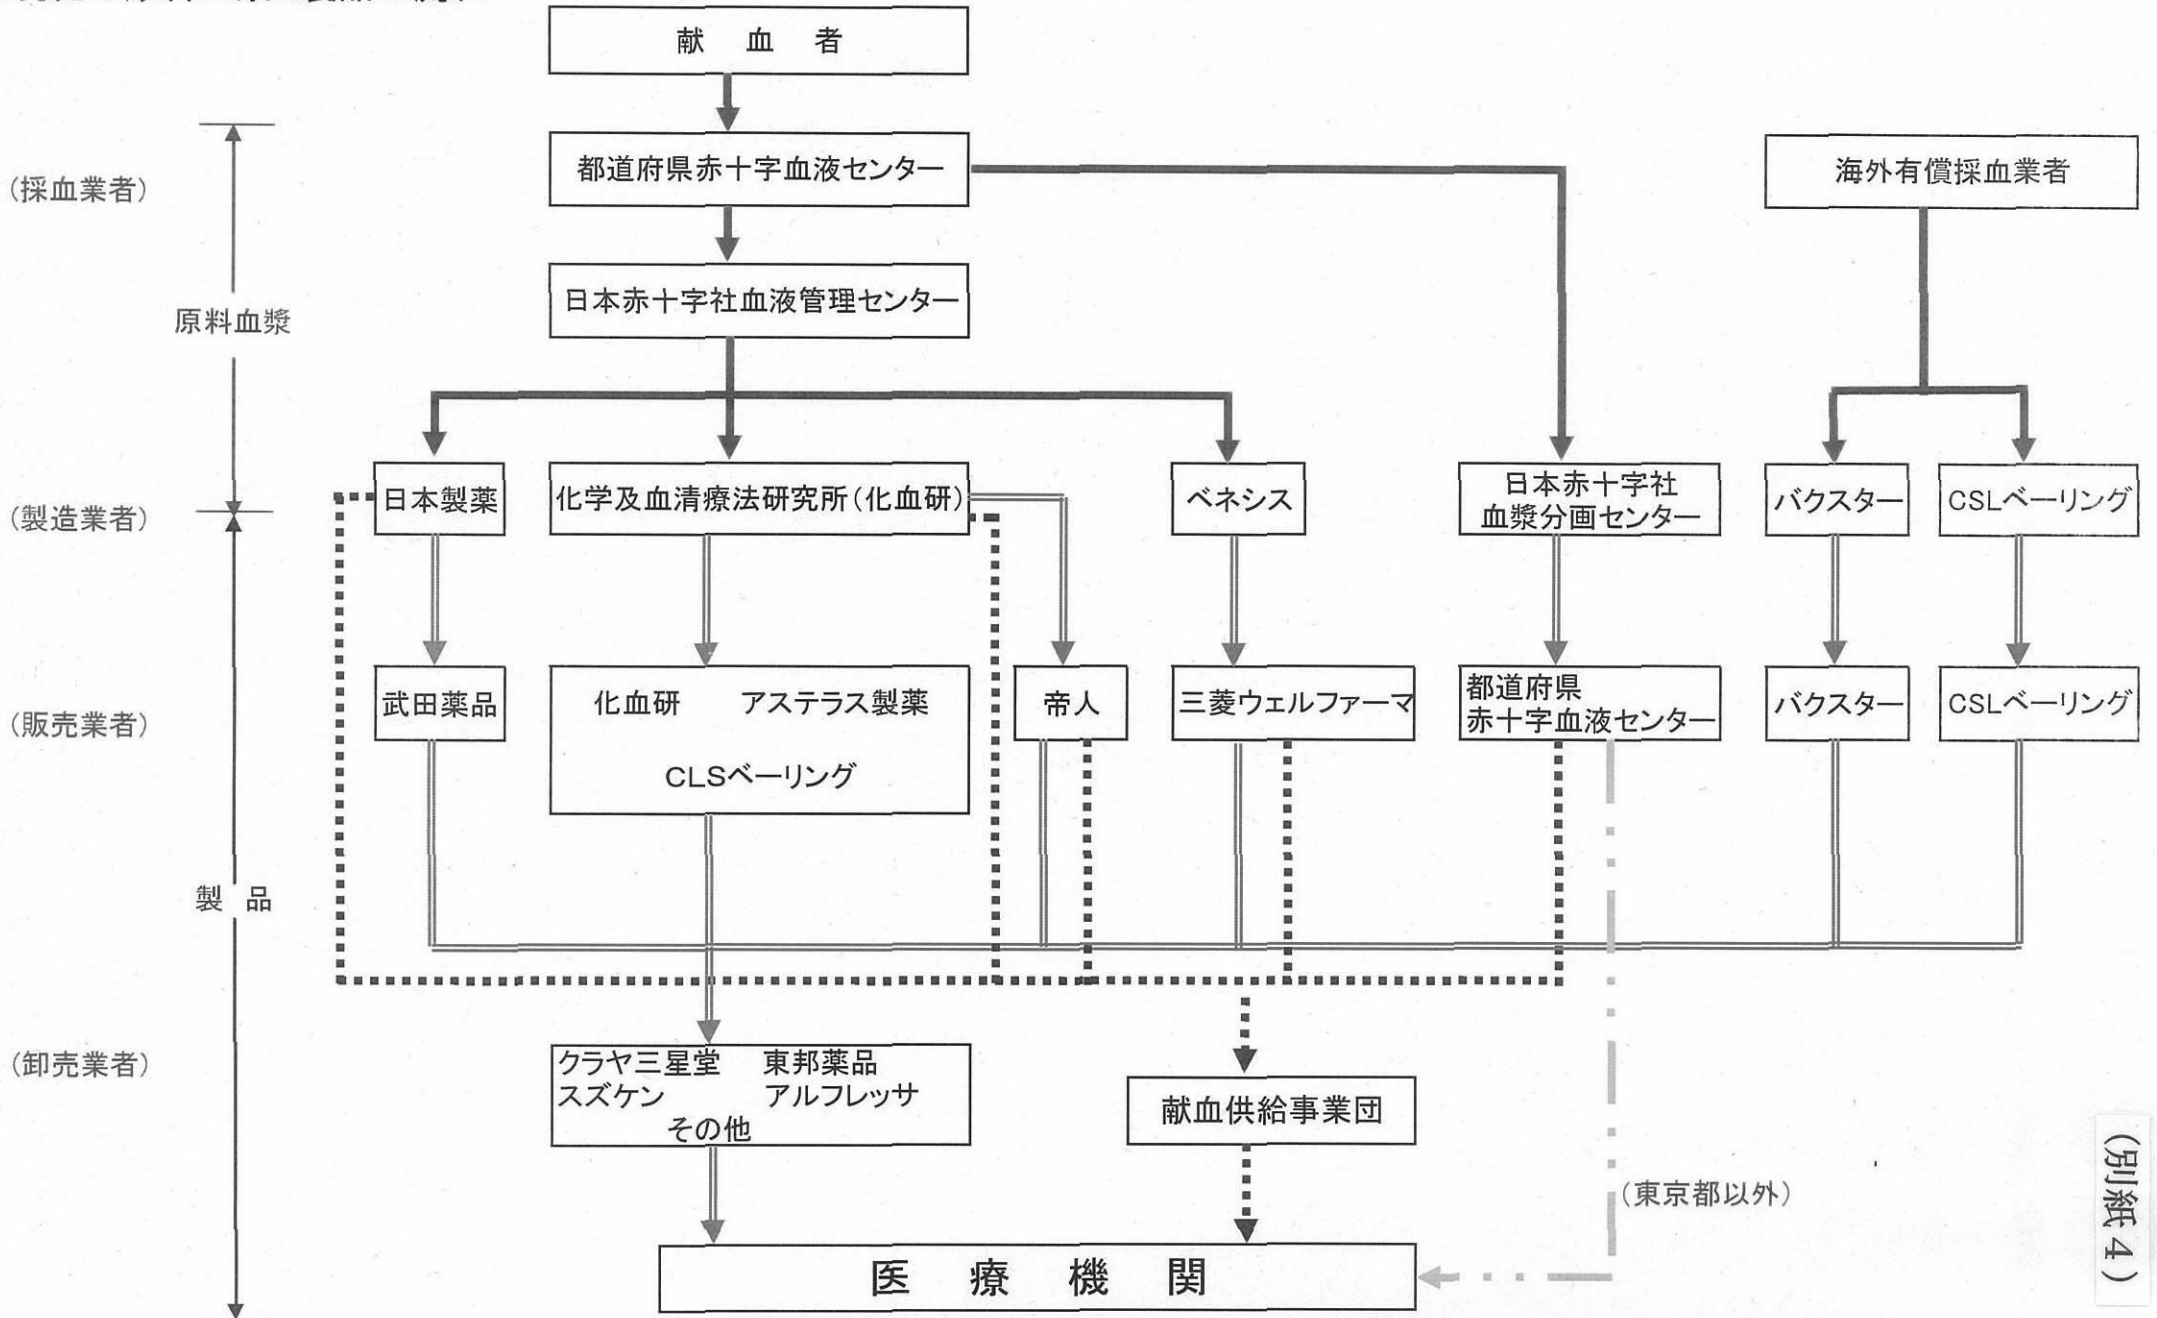 献 血 者
(採血業者)
都道府県赤十字血液センター
海外有償採血業者
日本赤十字社血液管理センター
原料血漿
(製造業者)
日本製薬
化学及血清療法研究所(化血研)
ベネシス
日本赤十字社
血漿分画センター
バクスター
CSLベーリング
(販売業者)
武田薬品
化血研 アステラス製薬
CLSベーリング
帝人
三菱ウェルファーマ
都道府県
赤十字血液センター
バクスター
CSLベーリング
製 品
(卸売業者)
クラヤ三星堂 東邦薬品
スズケン アルフレッサ
その他
献血供給事業団
(東京都以外)
医 療 機 関
(別紙4)